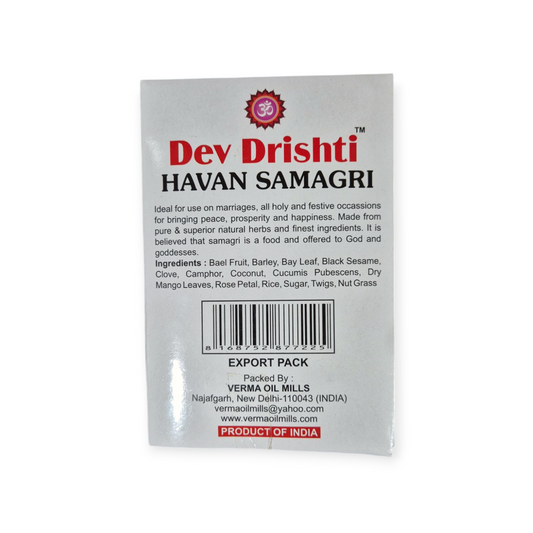 ॐ
Dev Drishti™
HAVAN SAMAGRI
Ideal for use on marriages, all holy and festive occassions
for bringing peace, prosperity and happiness. Made from
pure & superior natural herbs and finest ingredients. It is
believed that samagri is a food and offered to God and
goddesses.
Ingredients : Bael Fruit, Barley, Bay Leaf, Black Sesame,
Clove, Camphor, Coconut, Cucumis Pubescens, Dry
Mango Leaves, Rose Petal, Rice, Sugar, Twigs, Nut Grass
8 168752 877225
EXPORT PACK
Packed By :
VERMA OIL MILLS
Najafgarh, New Delhi-110043 (INDIA)
vermaoilmills@yahoo.com
www.vermaoilmills.com
PRODUCT OF INDIA